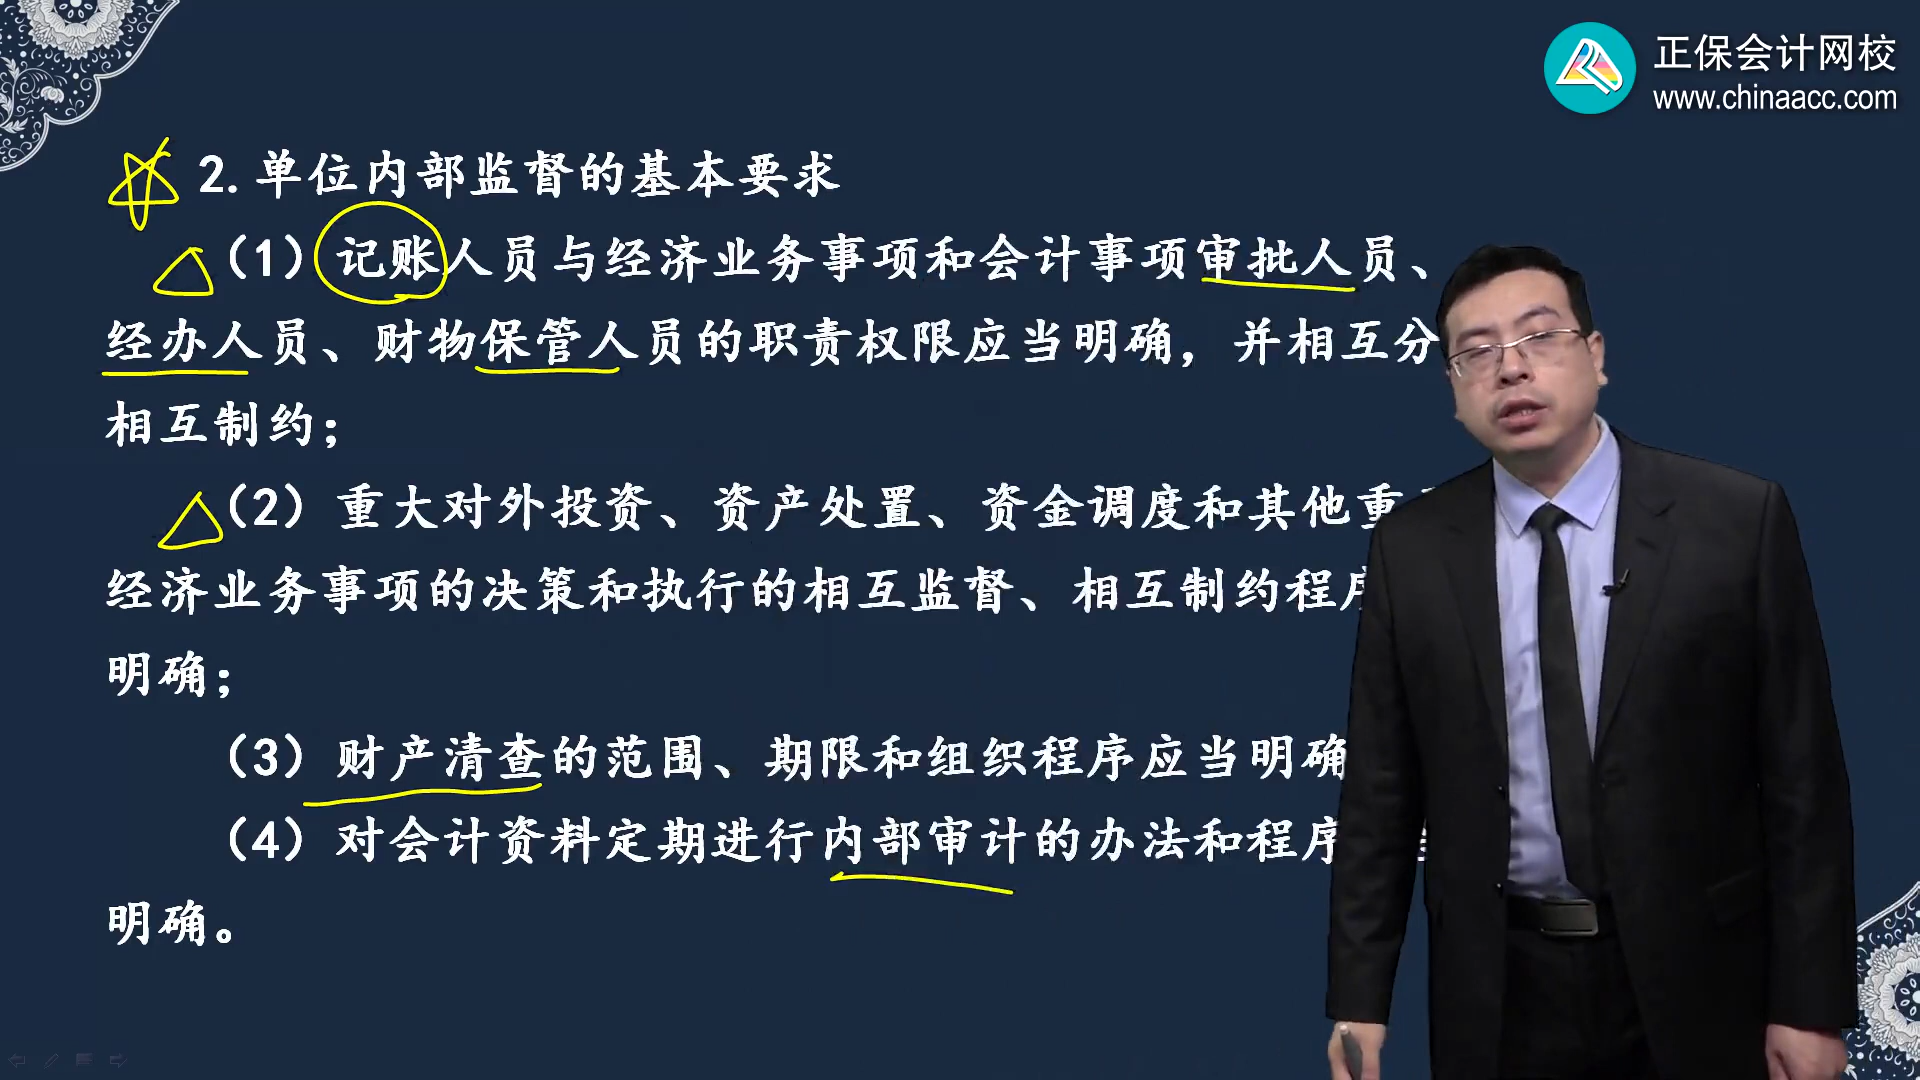 正保会计网校
www.chinaacc.com
2.单位内部监督的基本要求
（1）记账人员与经济业务事项和会计事项审批人员、
经办人员、财物保管人员的职责权限应当明确，并相互分
相互制约；
（2）重大对外投资、资产处置、资金调度和其他重
经济业务事项的决策和执行的相互监督、相互制约程序
明确；
（3）财产清查的范围、期限和组织程序应当明确
（4）对会计资料定期进行内部审计的办法和程序
明确。